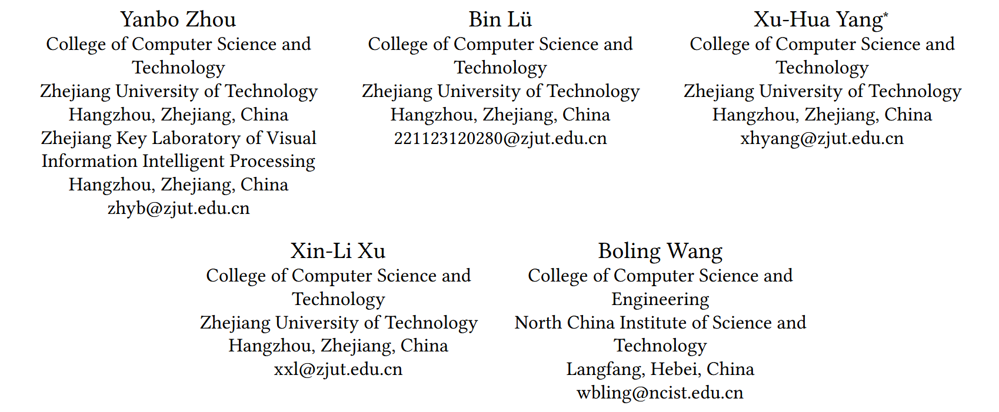 Yanbo Zhou
College of Computer Science and
Technology
Zhejiang University of Technology
Hangzhou, Zhejiang, China
Zhejiang Key Laboratory of Visual
Information Intelligent Processing
Hangzhou, Zhejiang, China
zhyb@zjut.edu.cn
Bin Lü
College of Computer Science and
Technology
Zhejiang University of Technology
Hangzhou, Zhejiang, China
221123120280@zjut.edu.cn
Xu-Hua Yang*
College of Computer Science and
Technology
Zhejiang University of Technology
Hangzhou, Zhejiang, China
xhyang@zjut.edu.cn
Xin-Li Xu
College of Computer Science and
Technology
Zhejiang University of Technology
Hangzhou, Zhejiang, China
xxl@zjut.edu.cn
Boling Wang
College of Computer Science and
Engineering
North China Institute of Science and
Technology
Langfang, Hebei, China
wbling@ncist.edu.cn